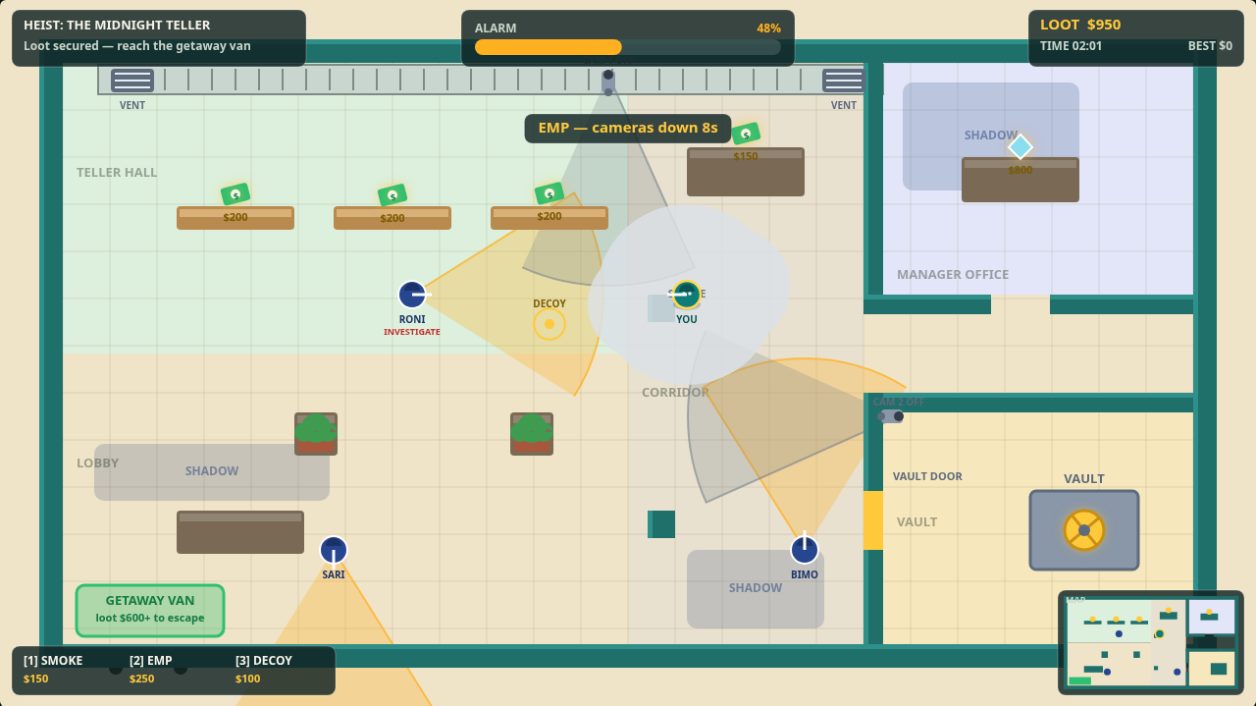 HEIST: THE MIDNIGHT TELLER
Loot secured — reach the getaway van
ALARM
48%
LOOT $950
TIME 02:01
BEST $0
VENT
VENT
EMP — cameras down 8s
$150
SHADOW
$800
TELLER HALL
$200
$200
$200
MANAGER OFFICE
DECOY
RONI
INVESTIGATE
YOU
CORRIDOR
CAM 2 OFF
LOBBY
SHADOW
VAULT DOOR
VAULT
VAULT
SARI
BIMO
SHADOW
GETAWAY VAN
loot $600+ to escape
MAP
[1] SMOKE
[2] EMP
[3] DECOY
$150
$250
$100